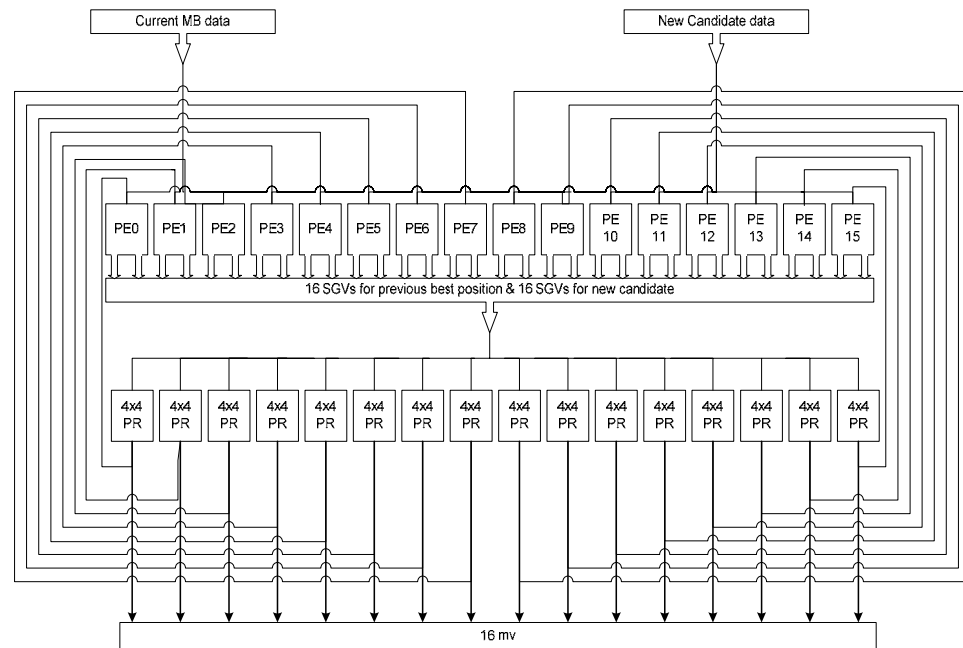 Current MB data
New Candidate data
PE0
PE1
PE2
PE3
PE4
PE5
PE6
PE7
PE8
PE9
PE
10
PE
11
PE
12
PE
13
PE
14
PE
15
16 SGVs for previous best position & 16 SGVs for new candidate
4x4
PR
4x4
PR
4x4
PR
4x4
PR
4x4
PR
4x4
PR
4x4
PR
4x4
PR
4x4
PR
4x4
PR
4x4
PR
4x4
PR
4x4
PR
4x4
PR
4x4
PR
4x4
PR
16 mv